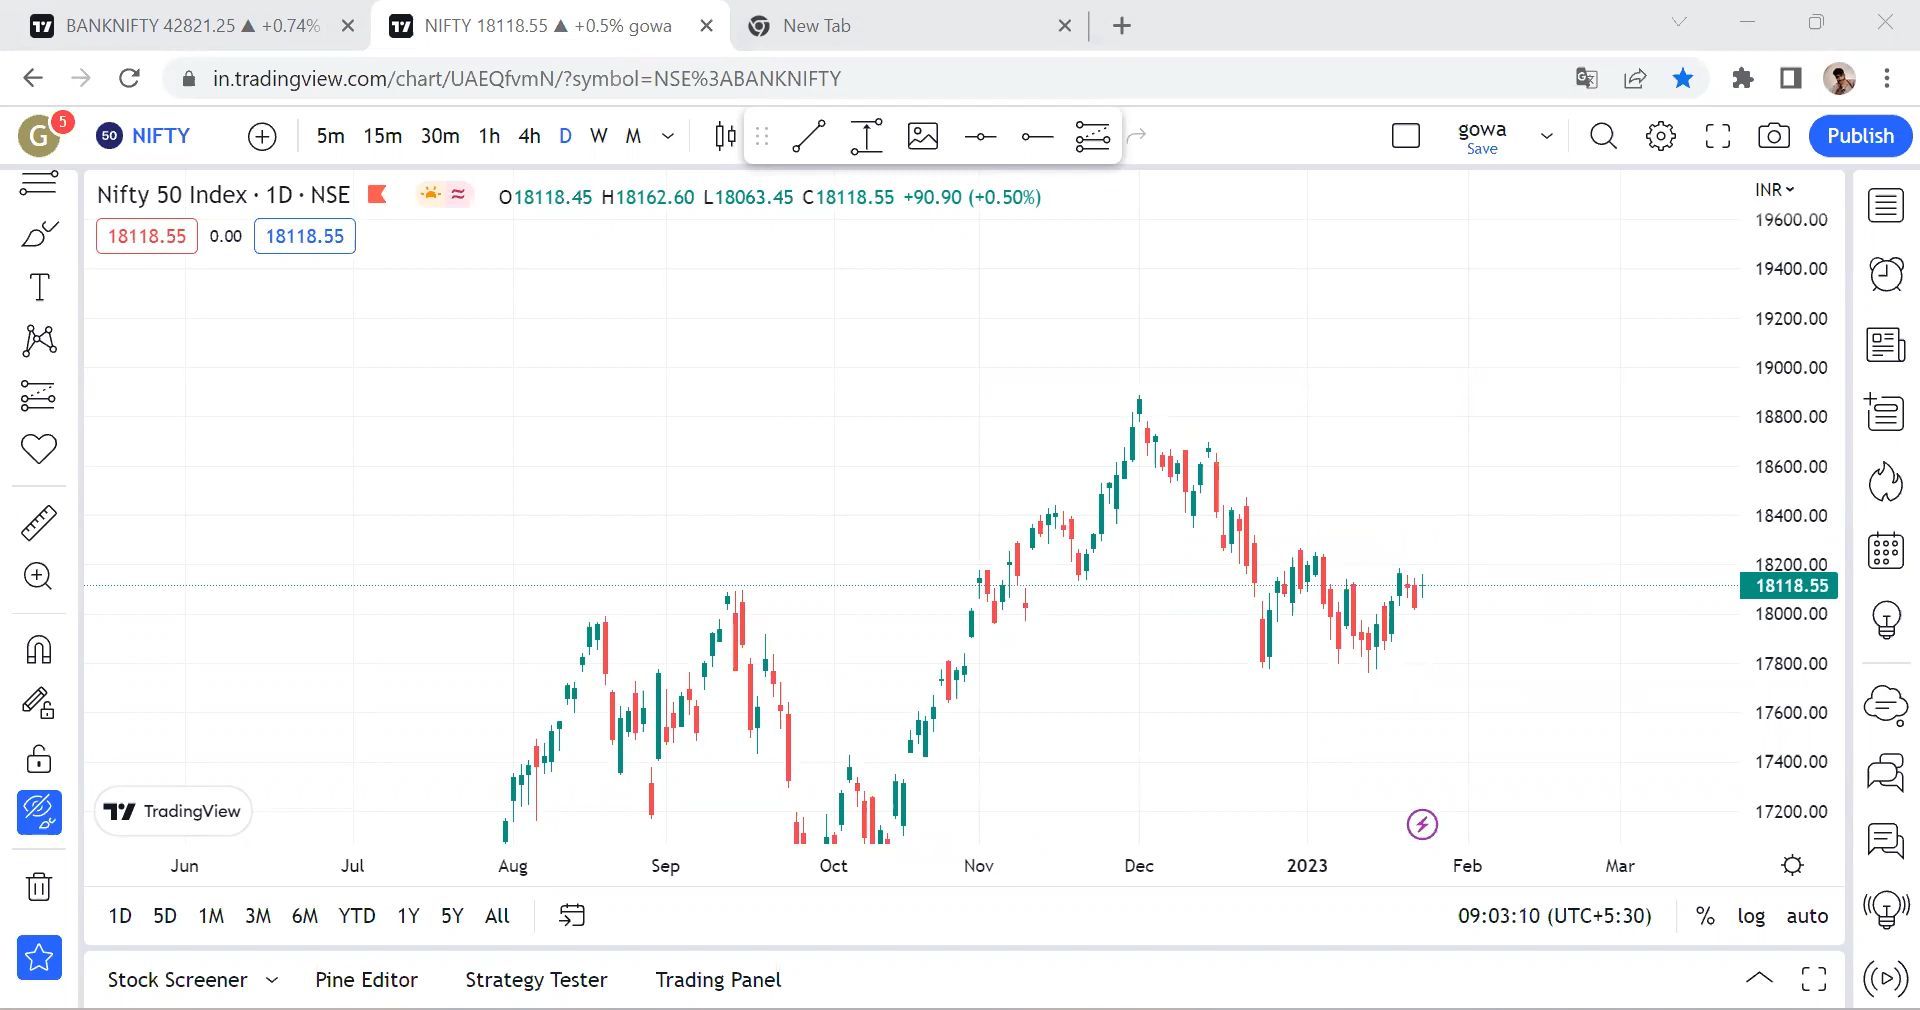 BANKNIFTY 42821.25 ▲ +0.74%
NIFTY 18118.55 ▲ +0.5% gowa
New Tab
in.tradingview.com/chart/UAEQfvmN/?symbol=NSE%3ABANKNIFTY
G 5
50 NIFTY
5m 15m 30m 1h 4h D W M
gowa
Save
Publish
Nifty 50 Index · 1D · NSE
O18118.45 H18162.60 L18063.45 C18118.55 +90.90 (+0.50%)
INR
18118.55 0.00 18118.55
19600.00
19400.00
19200.00
19000.00
18800.00
18600.00
18400.00
18200.00
18118.55
18000.00
17800.00
17600.00
17400.00
17200.00
TradingView
Jun Jul Aug Sep Oct Nov Dec 2023 Feb Mar
1D 5D 1M 3M 6M YTD 1Y 5Y All
09:03:10 (UTC+5:30) % log auto
Stock Screener Pine Editor Strategy Tester Trading Panel